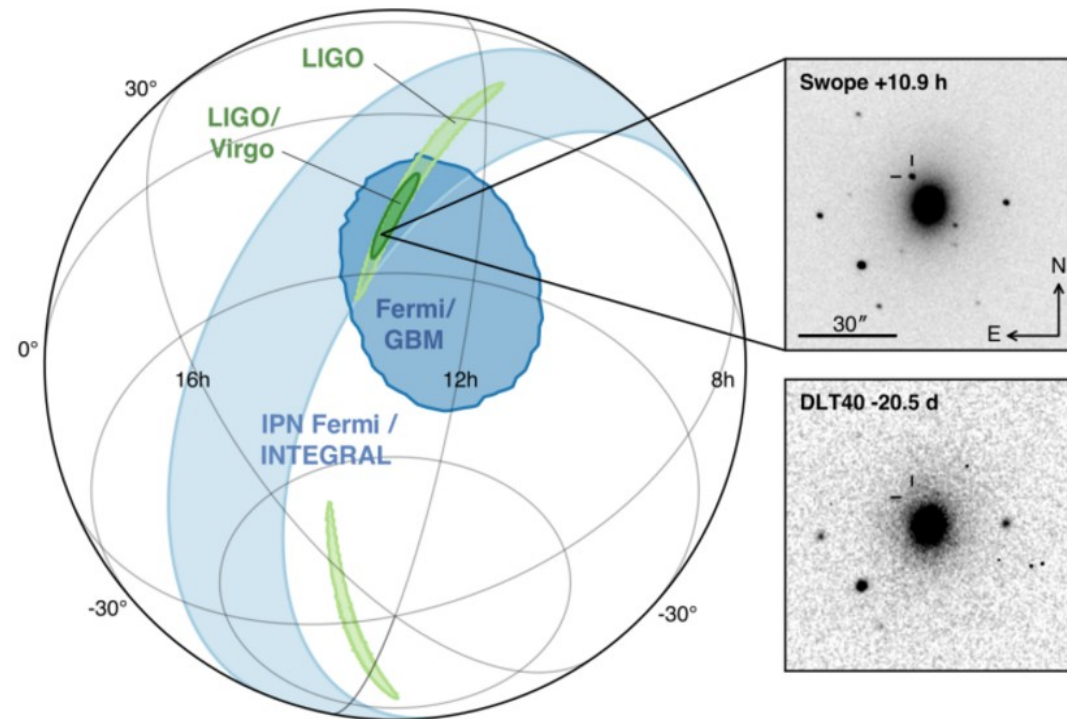 LIGO
LIGO/
Virgo
30°
Fermi/
GBM
0°
16h
12h
8h
IPN Fermi /
INTEGRAL
-30°
-30°
Swope +10.9 h
30″
N
E
DLT40 -20.5 d